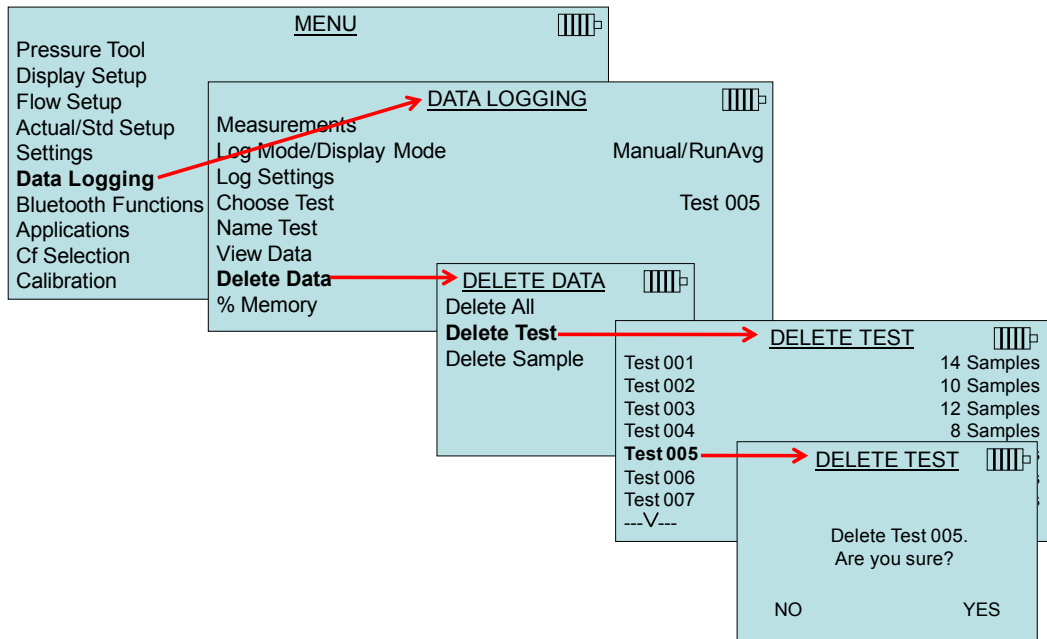 MENU
Pressure Tool
Display Setup
Flow Setup
Actual/Std Setup
Settings
Data Logging
Bluetooth Functions
Applications
Cf Selection
Calibration
DATA LOGGING
Measurements
Log Mode/Display Mode Manual/RunAvg
Log Settings
Choose Test Test 005
Name Test
View Data
Delete Data
% Memory
DELETE DATA
Delete All
Delete Test
Delete Sample
DELETE TEST
Test 001 14 Samples
Test 002 10 Samples
Test 003 12 Samples
Test 004 8 Samples
Test 005
Test 006
Test 007
---V---
DELETE TEST
Delete Test 005.
Are you sure?
NO YES